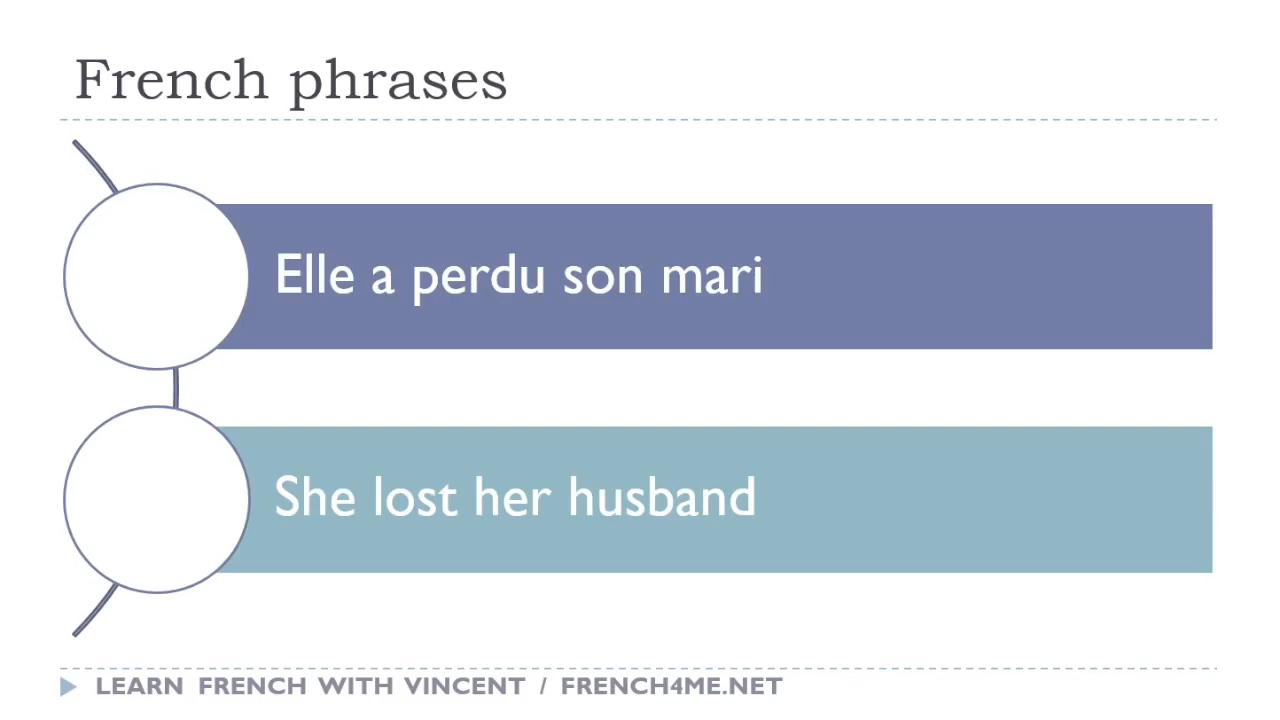 French phrases
Elle a perdu son mari
She lost her husband
LEARN FRENCH WITH VINCENT / FRENCH4ME.NET